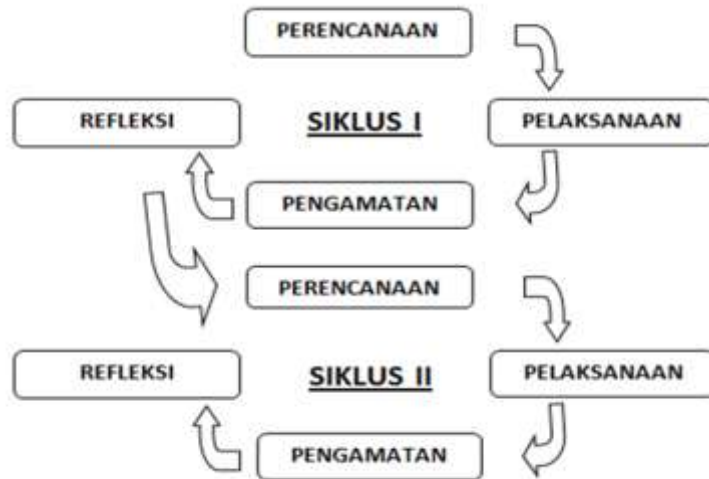 PERENCANAAN
REFLEKSI
SIKLUS I
PELAKSANAAN
PENGAMATAN
PERENCANAAN
REFLEKSI
SIKLUS II
PELAKSANAAN
PENGAMATAN